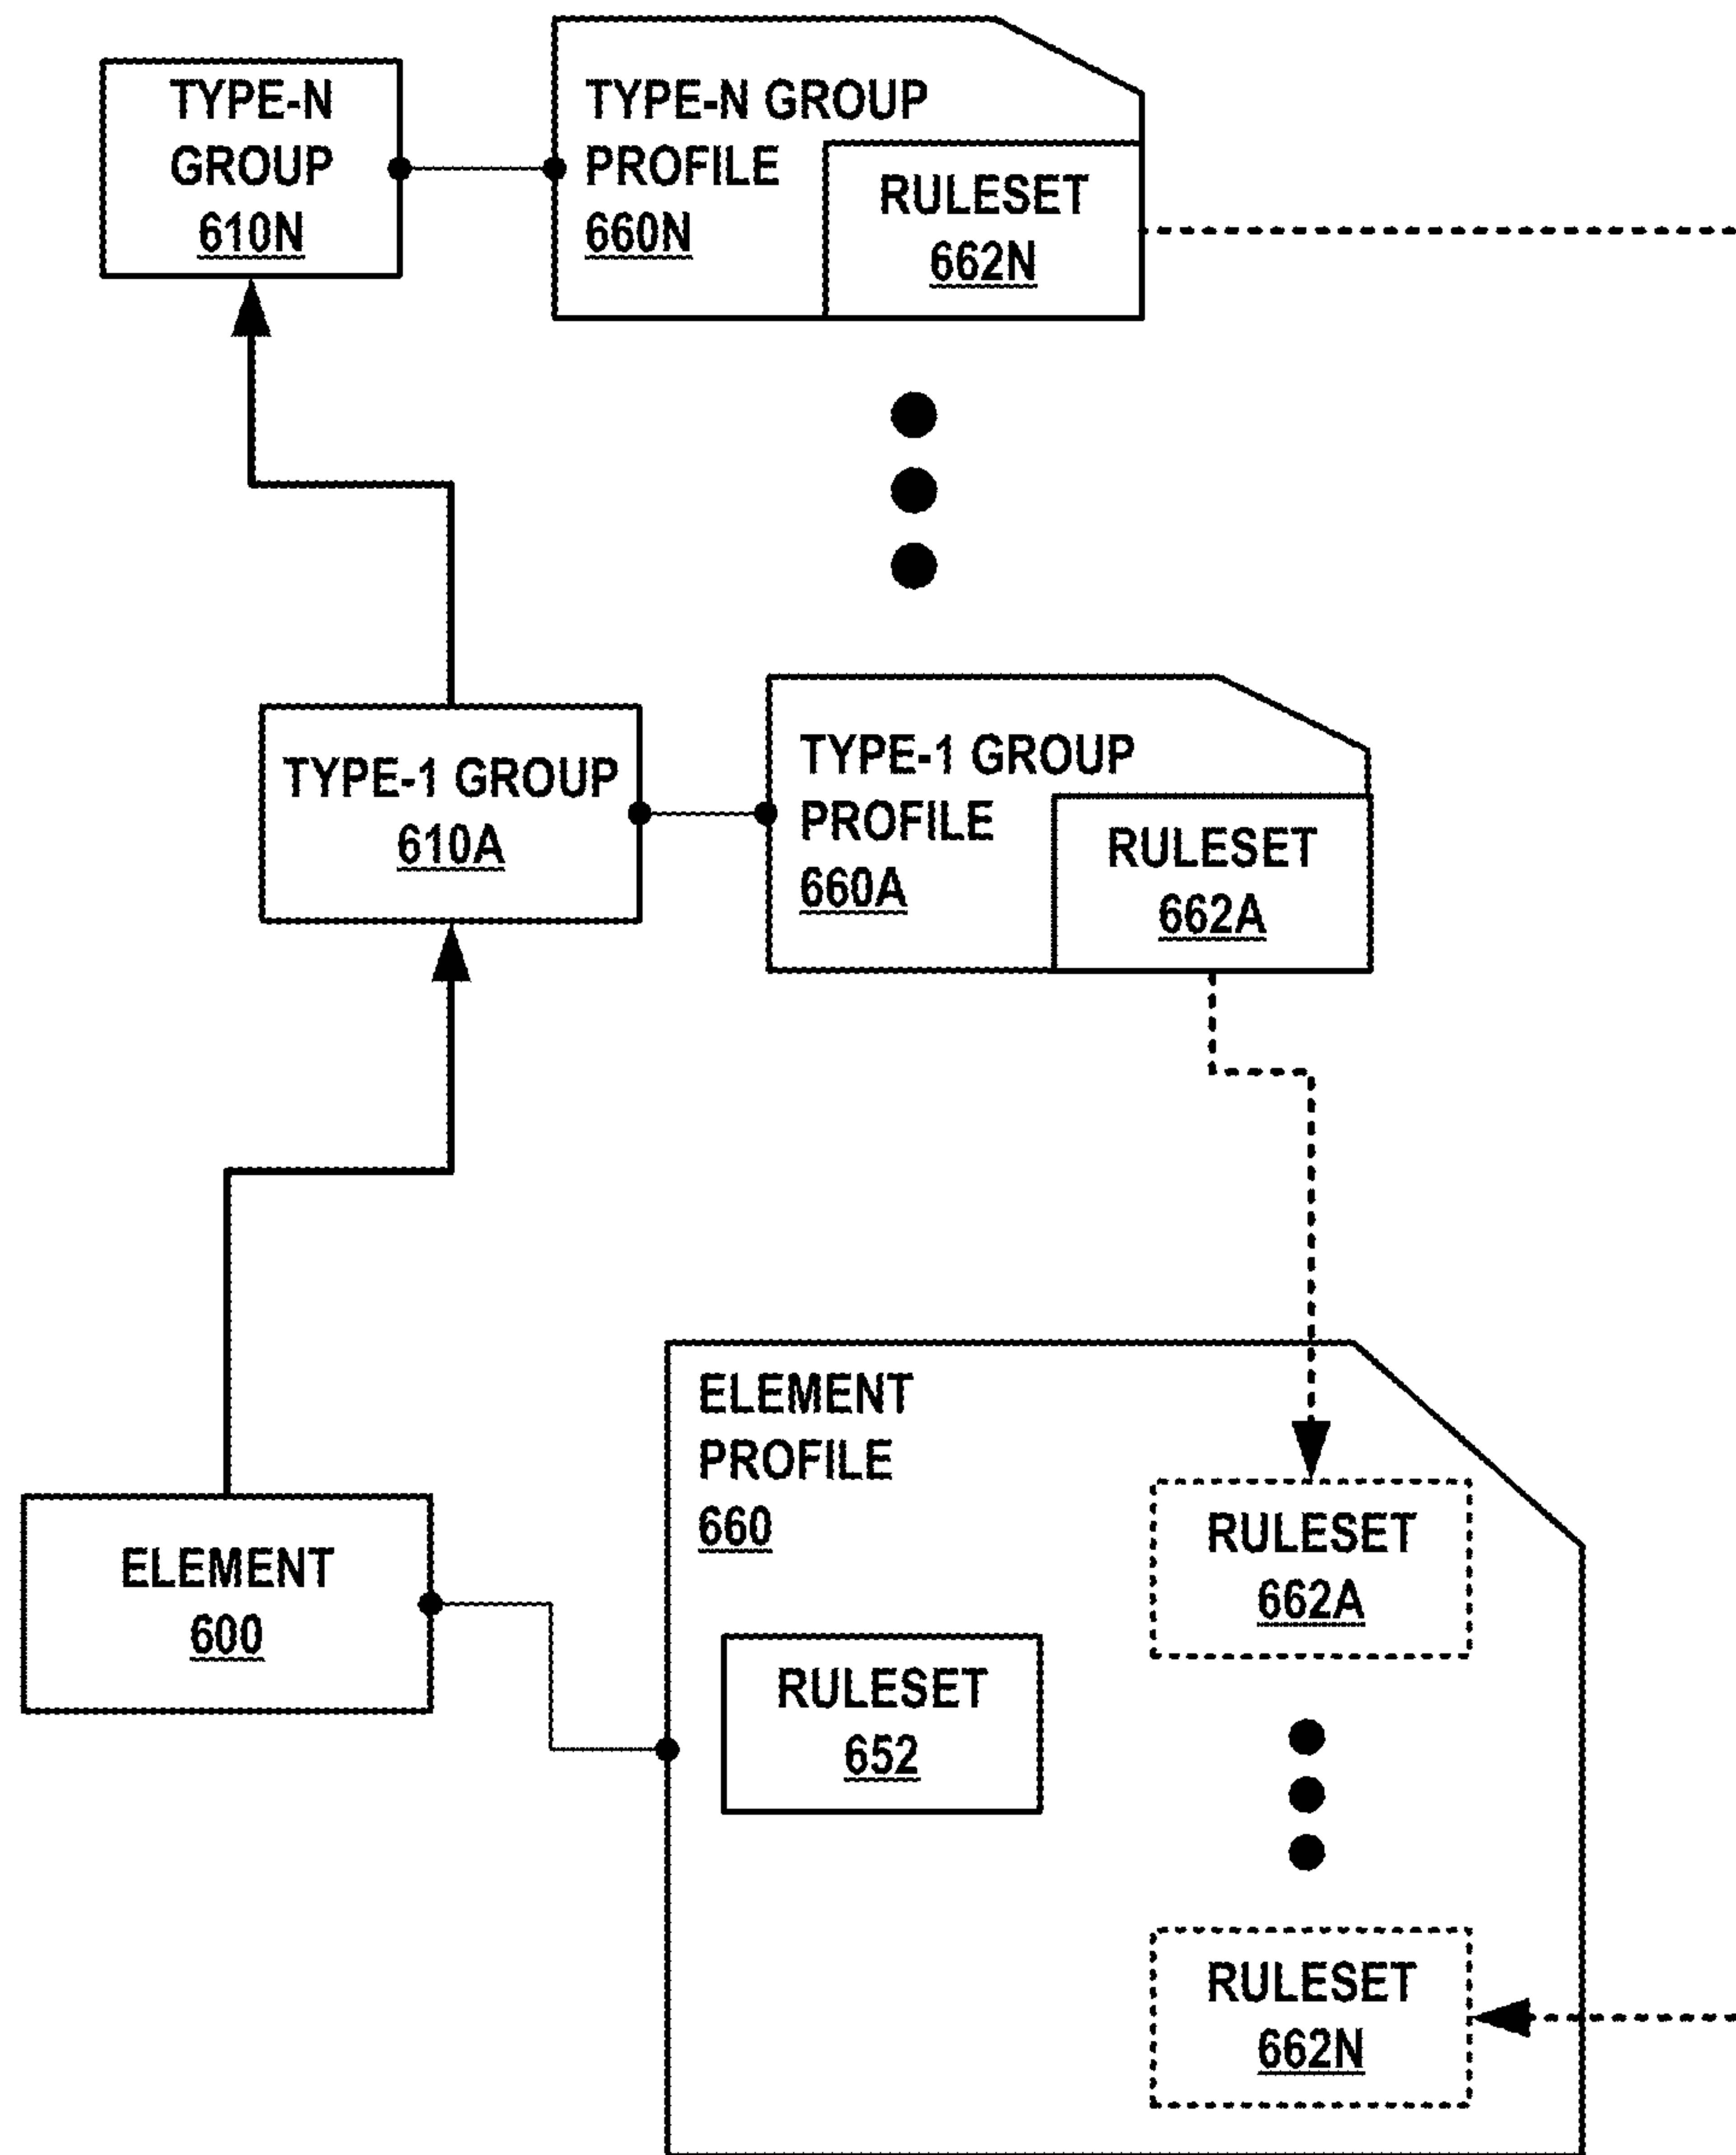 TYPE-N
GROUP
610N
TYPE-N GROUP
PROFILE
660N
RULESET
662N
TYPE-1 GROUP
610A
TYPE-1 GROUP
PROFILE
660A
RULESET
662A
ELEMENT
600
ELEMENT
PROFILE
660
RULESET
652
RULESET
662A
RULESET
662N